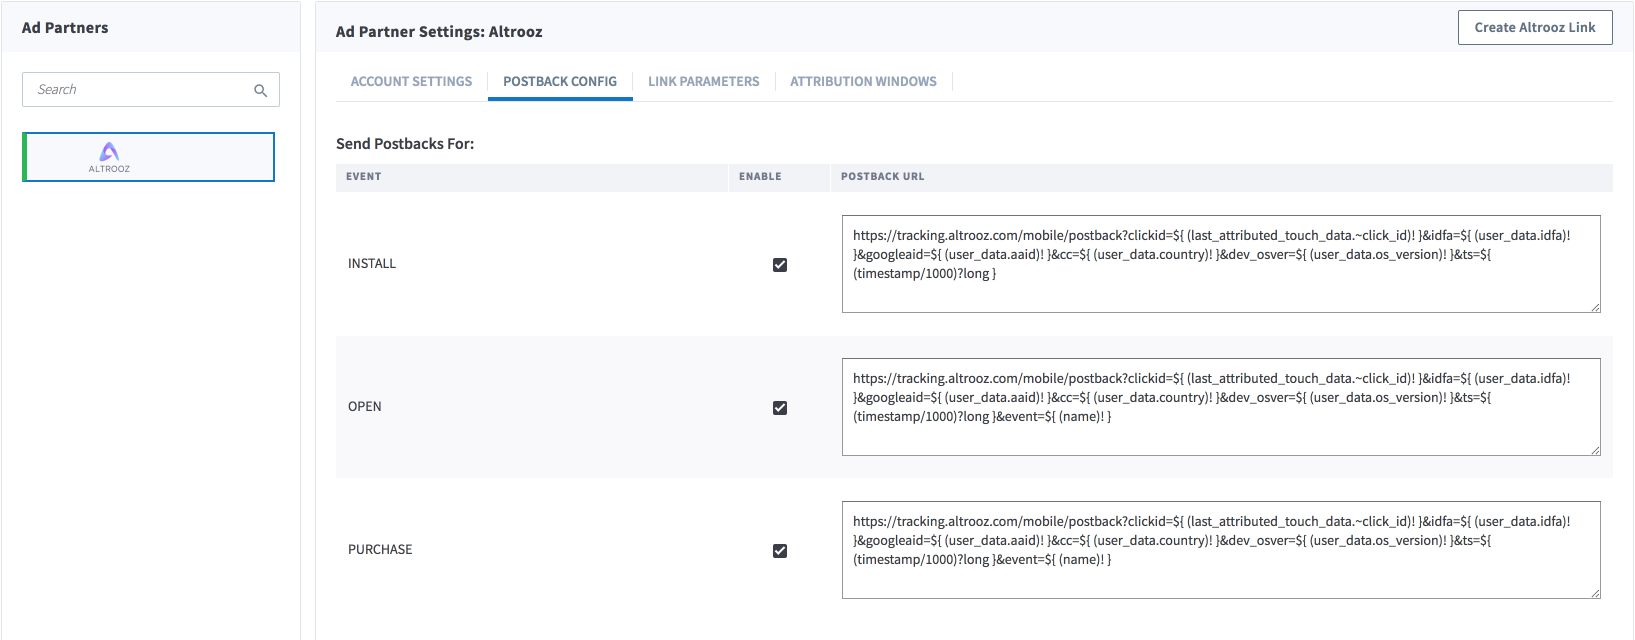 Ad Partners
Search
ALTROOZ
Ad Partner Settings: Altrooz
Create Altrooz Link
ACCOUNT SETTINGS
POSTBACK CONFIG
LINK PARAMETERS
ATTRIBUTION WINDOWS
Send Postbacks For:
EVENT
ENABLE
POSTBACK URL
INSTALL
https://tracking.altrooz.com/mobile/postback?clickid=${ (last_attributed_touch_data.~click_id)! }&idfa=${ (user_data.idfa)!
}&googleaid=${ (user_data.aaid)! }&cc=${ (user_data.country)! }&dev_osver=${ (user_data.os_version)! }&ts=${
(timestamp/1000)?long }
OPEN
https://tracking.altrooz.com/mobile/postback?clickid=${ (last_attributed_touch_data.~click_id)! }&idfa=${ (user_data.idfa)!
}&googleaid=${ (user_data.aaid)! }&cc=${ (user_data.country)! }&dev_osver=${ (user_data.os_version)! }&ts=${
(timestamp/1000)?long }&event=${ (name)! }
PURCHASE
https://tracking.altrooz.com/mobile/postback?clickid=${ (last_attributed_touch_data.~click_id)! }&idfa=${ (user_data.idfa)!
}&googleaid=${ (user_data.aaid)! }&cc=${ (user_data.country)! }&dev_osver=${ (user_data.os_version)! }&ts=${
(timestamp/1000)?long }&event=${ (name)! }